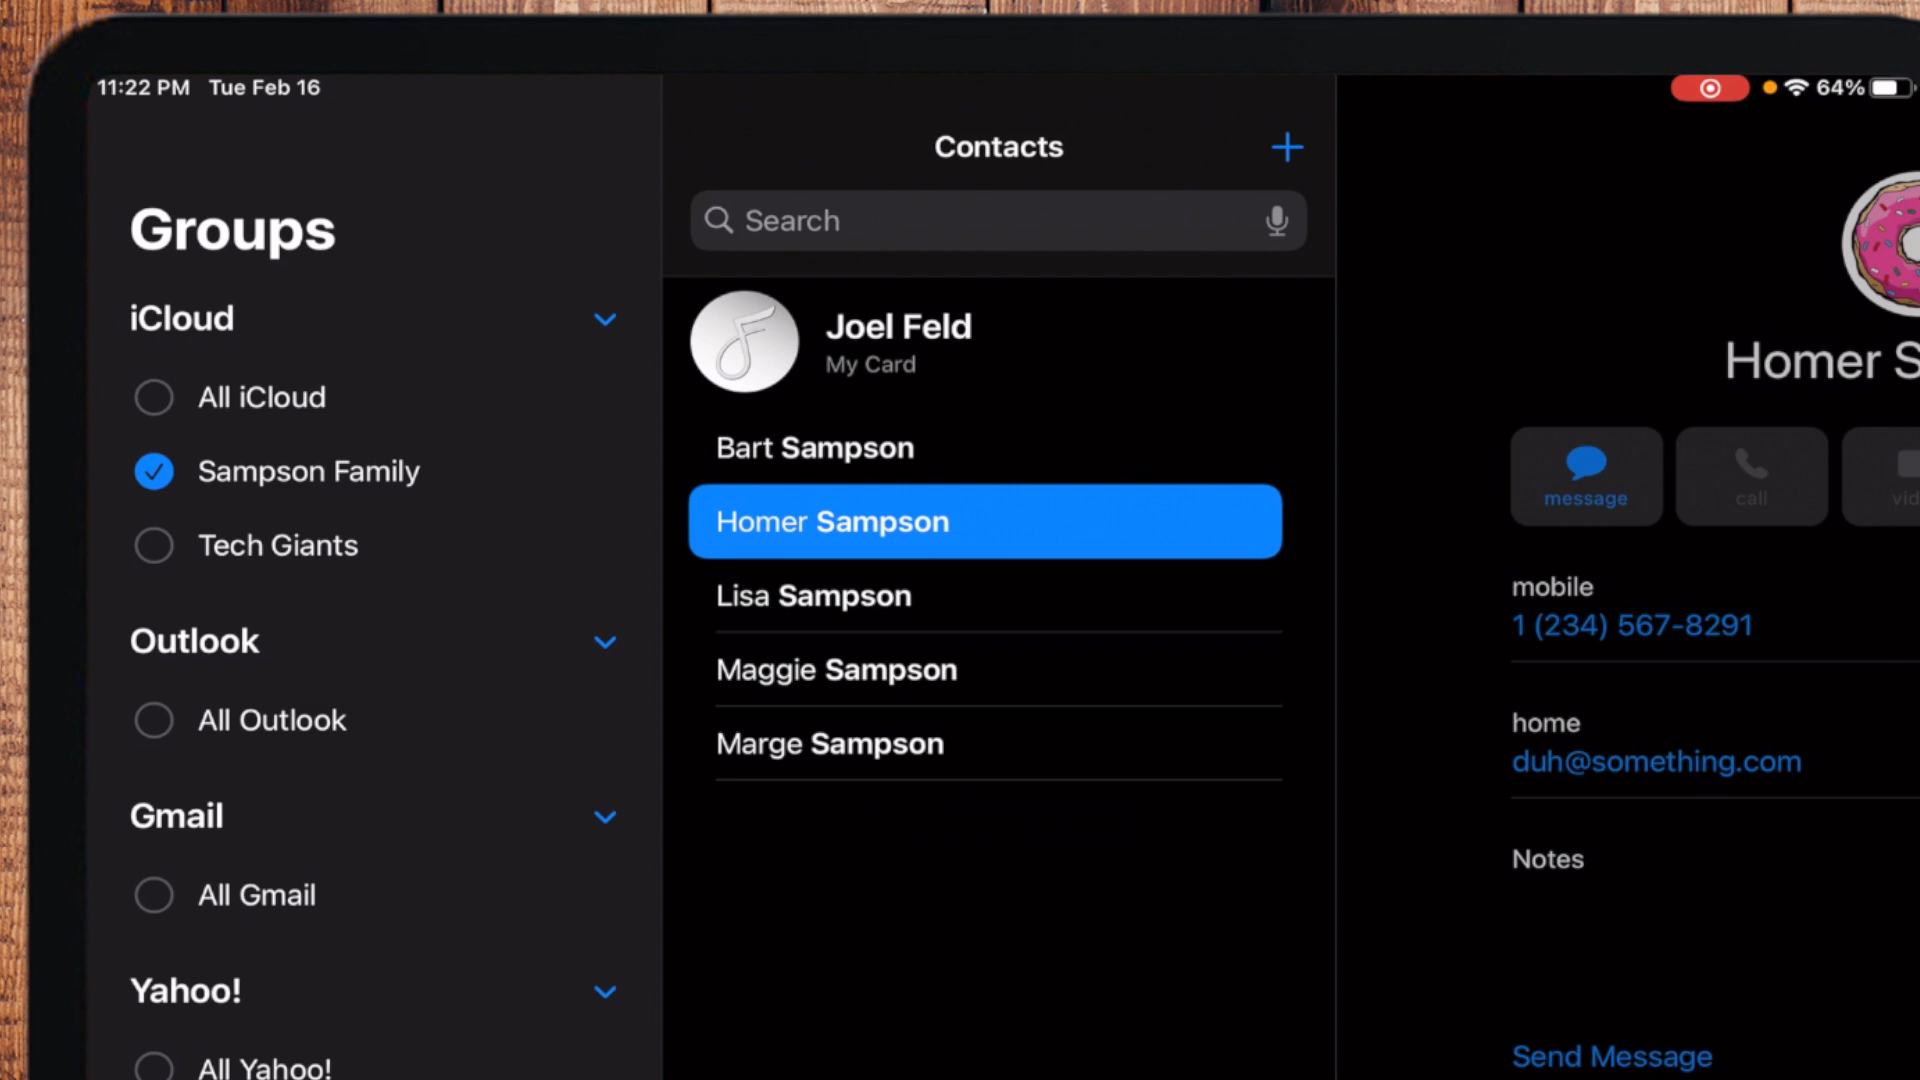 11:22 PM Tue Feb 16
64%
Groups
iCloud
All iCloud
Sampson Family
Tech Giants
Outlook
All Outlook
Gmail
All Gmail
Yahoo!
All Yahoo!
Contacts
Search
Joel Feld
My Card
Bart Sampson
Homer Sampson
Lisa Sampson
Maggie Sampson
Marge Sampson
Homer S
message
call
vid
mobile
1 (234) 567-8291
home
duh@something.com
Notes
Send Message